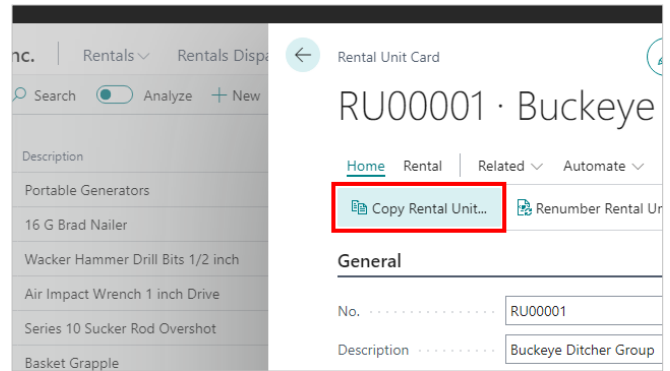 nc. Rentals Rentals Dispa
Search Analyze + New
Description
Portable Generators
16 G Brad Nailer
Wacker Hammer Drill Bits 1/2 inch
Air Impact Wrench 1 inch Drive
Series 10 Sucker Rod Overshot
Basket Grapple
Rental Unit Card
RU00001 · Buckeye
Home Rental Related Automate
Copy Rental Unit... Renumber Rental Un
General
No. RU00001
Description Buckeye Ditcher Group